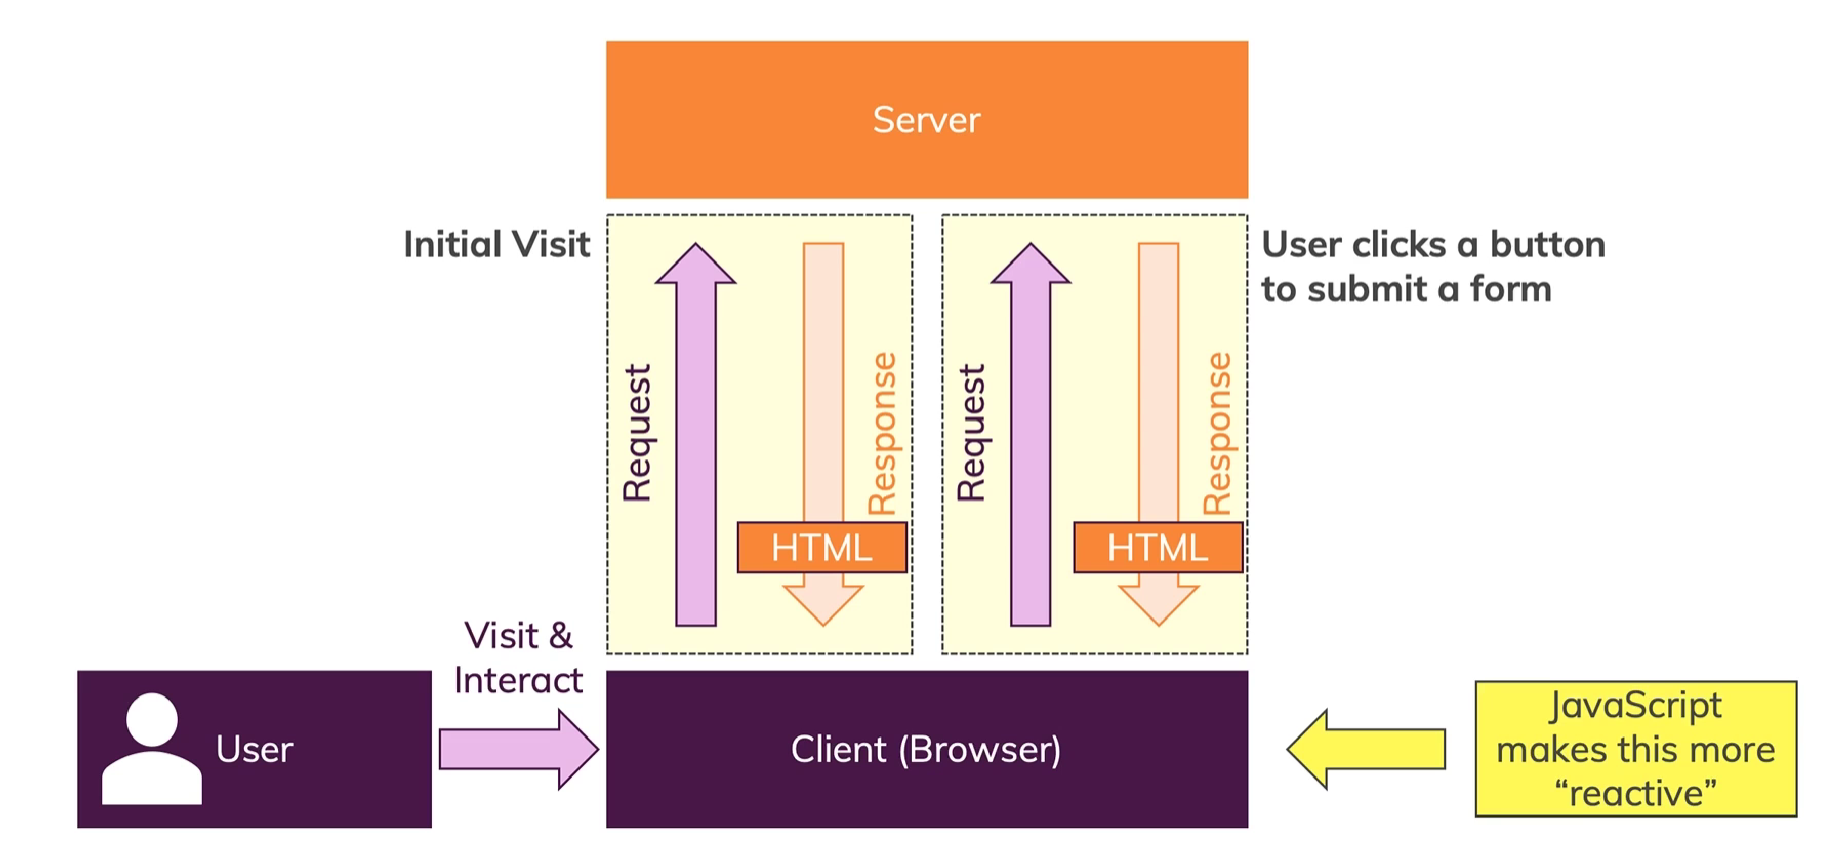 Server
Initial Visit
User clicks a button
to submit a form
Request
Response
HTML
Request
Response
HTML
Visit &
Interact
User
Client (Browser)
JavaScript
makes this more
“reactive”